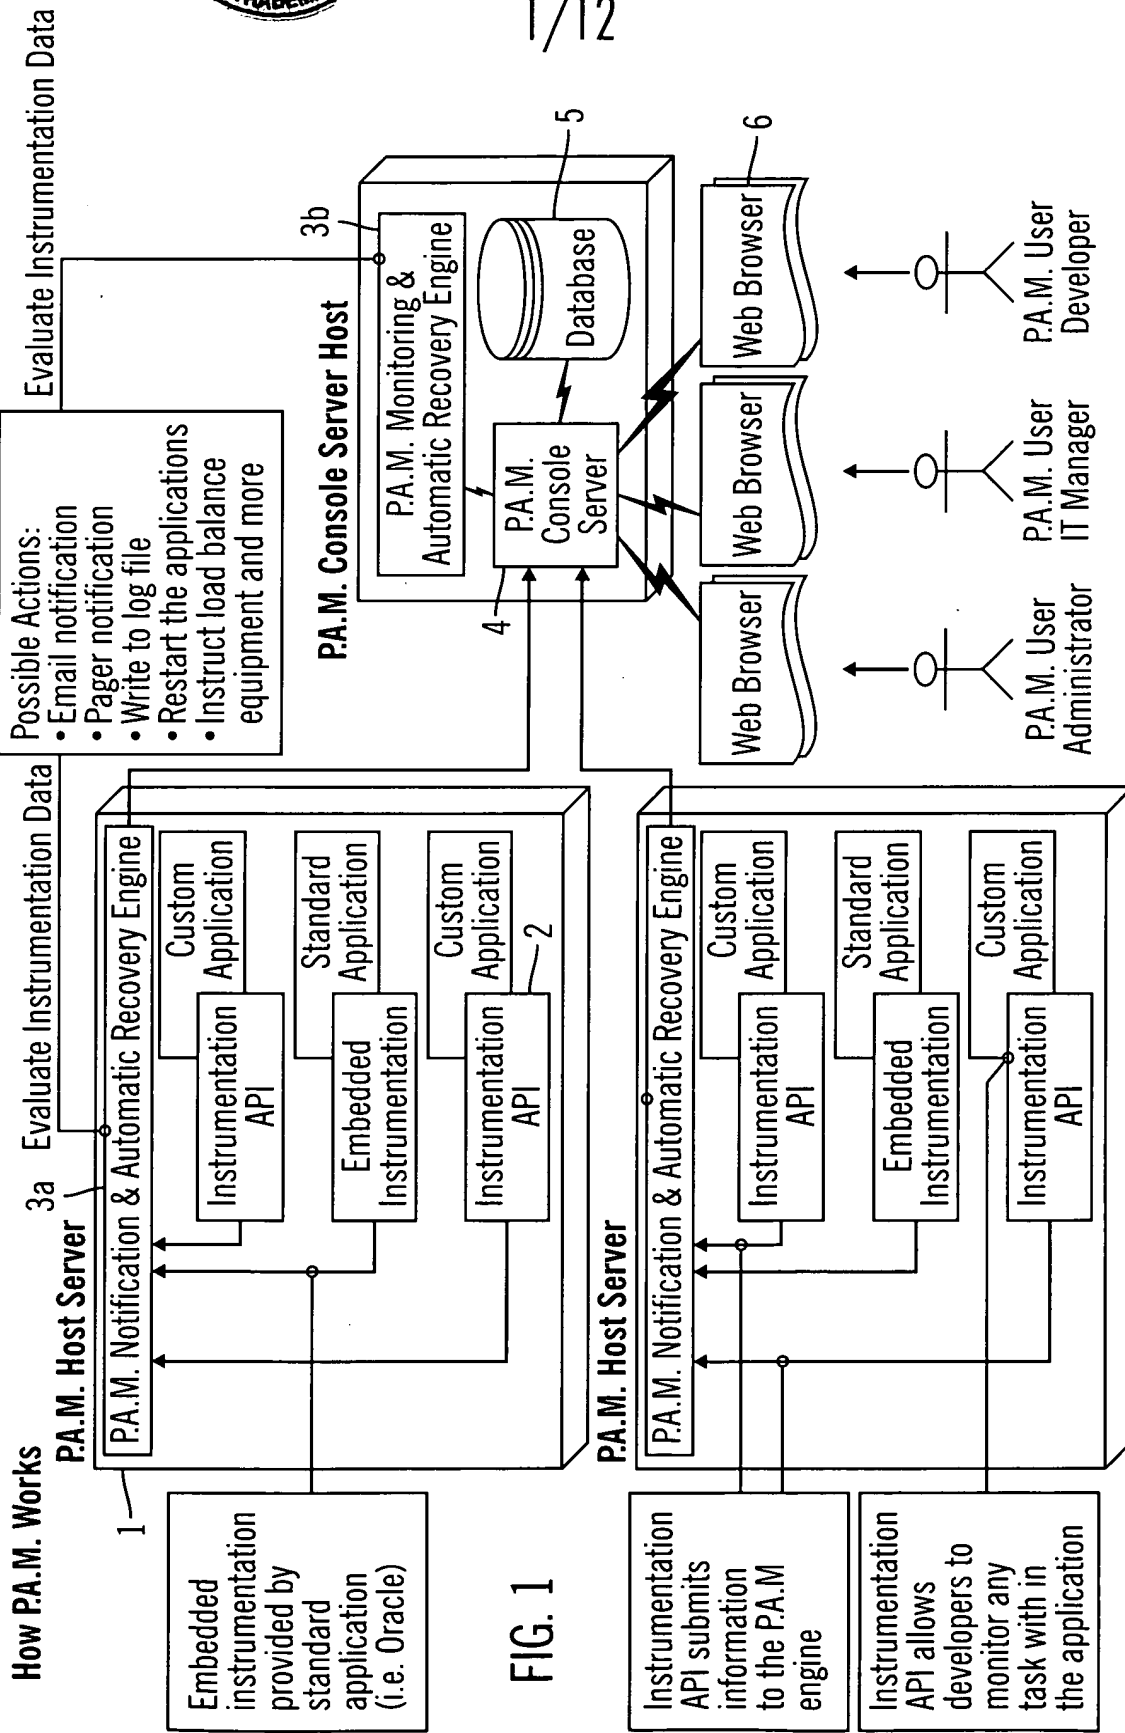 1/12
How P.A.M. Works
P.A.M. Host Server
3a
Evaluate Instrumentation Data
1
P.A.M. Notification & Automatic Recovery Engine
Instrumentation
API
Custom
Application
Embedded
Instrumentation
Standard
Application
Instrumentation
API
2
Custom
Application
Embedded
instrumentation
provided by
standard
application
(i.e. Oracle)
Possible Actions:
• Email notification
• Pager notification
• Write to log file
• Restart the applications
• Instruct load balance
equipment and more
Evaluate Instrumentation Data
P.A.M. Console Server Host
3b
P.A.M. Monitoring &
Automatic Recovery Engine
4
P.A.M.
Console
Server
Database
5
Web Browser
Web Browser
Web Browser
6
P.A.M. User
Administrator
P.A.M. User
IT Manager
P.A.M. User
Developer
FIG. 1
P.A.M. Host Server
P.A.M. Notification & Automatic Recovery Engine
Instrumentation
API
Custom
Application
Embedded
Instrumentation
Standard
Application
Instrumentation
API
Custom
Application
Instrumentation
API submits
information
to the P.A.M
engine
Instrumentation
API allows
developers to
monitor any
task with in
the application